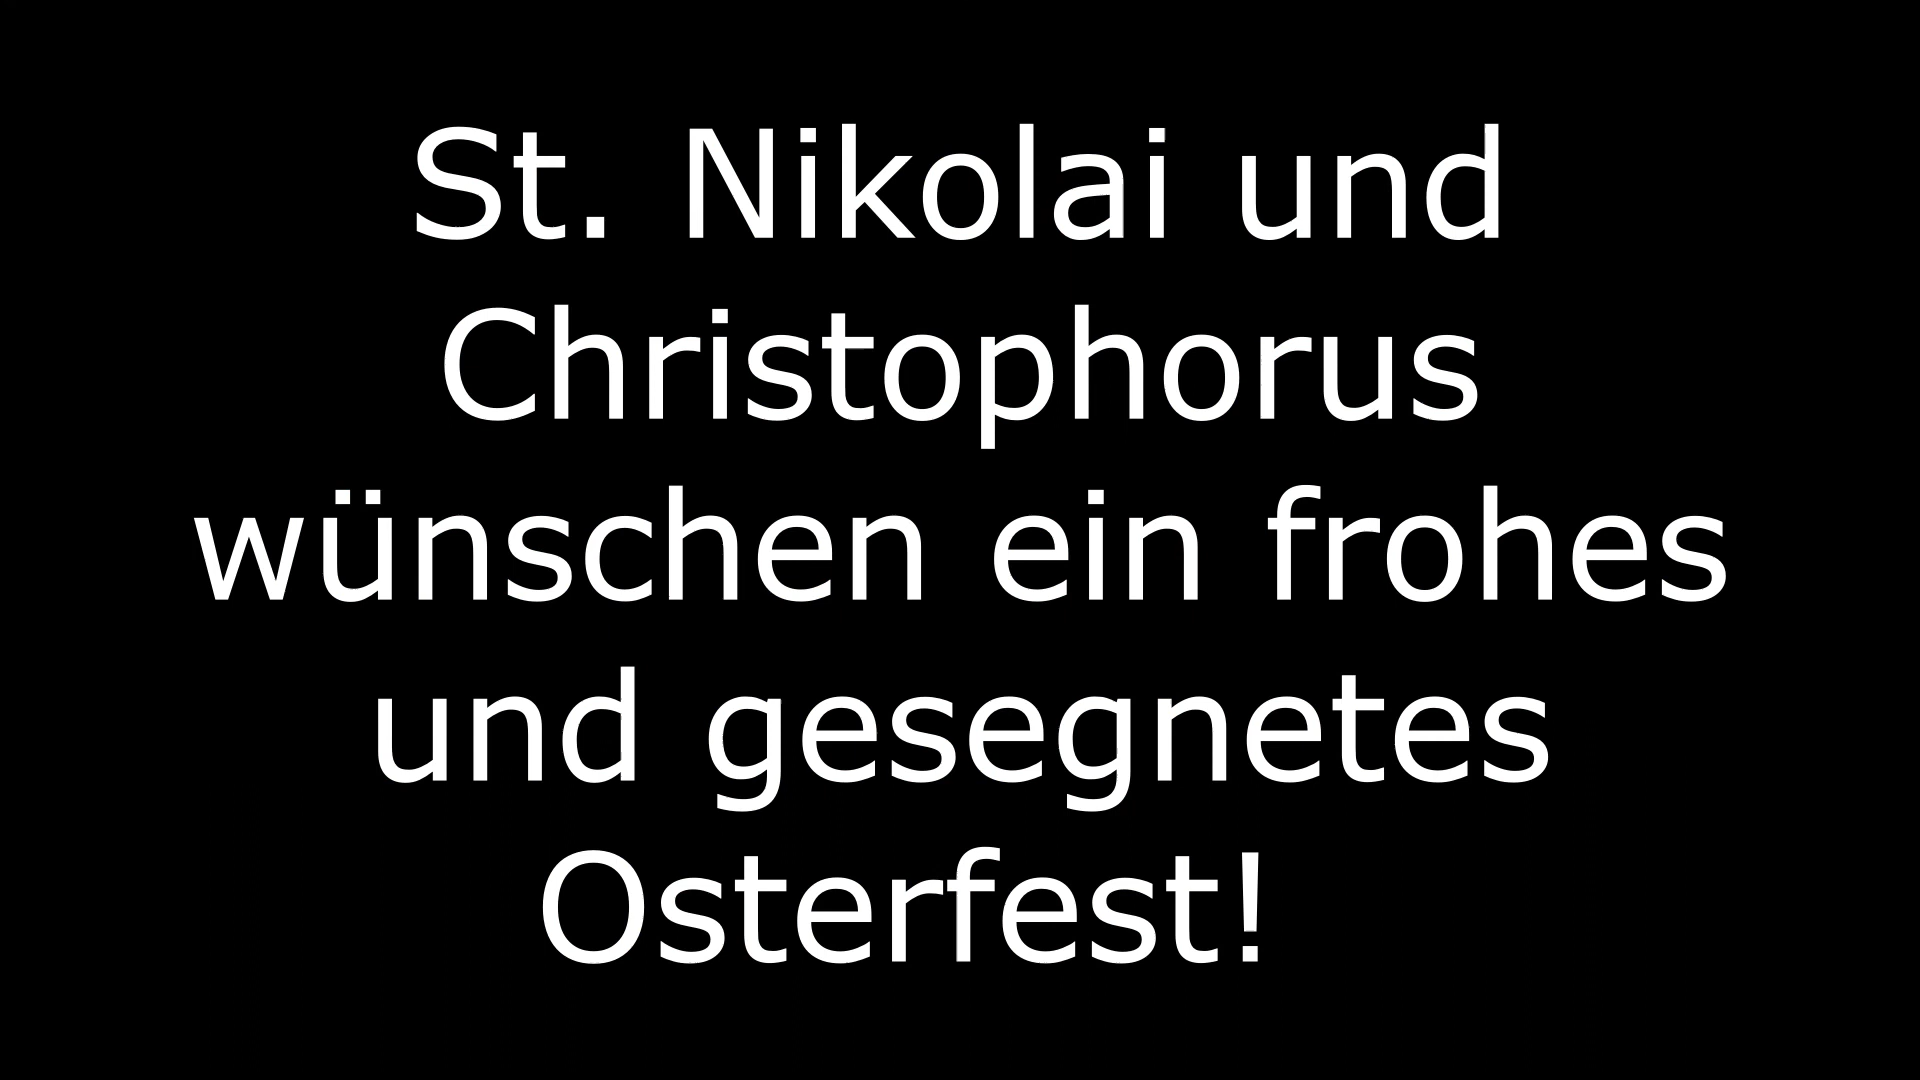 St. Nikolai und
Christophorus
wünschen ein frohes
und gesegnetes
Osterfest!